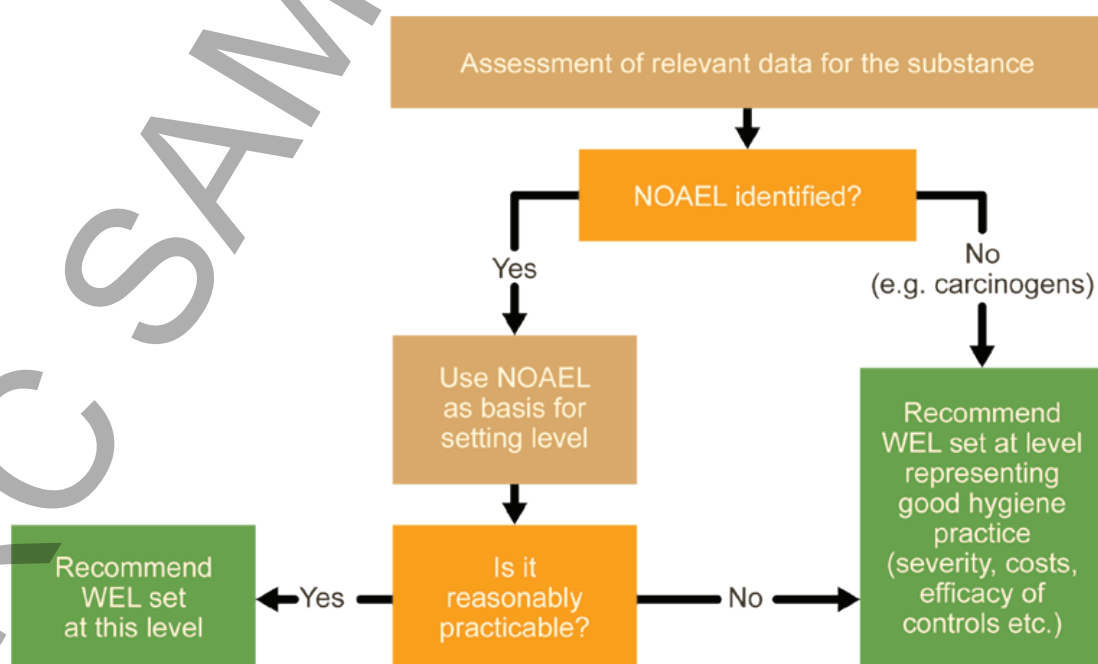 Assessment of relevant data for the substance
NOAEL identified?
Yes
No
(e.g. carcinogens)
Use NOAEL
as basis for
setting level
Recommend
WEL set at level
representing
good hygiene
practice
(severity, costs,
efficacy of
controls etc.)
Recommend
WEL set
at this level
Yes
Is it
reasonably
practicable?
No
C SAM